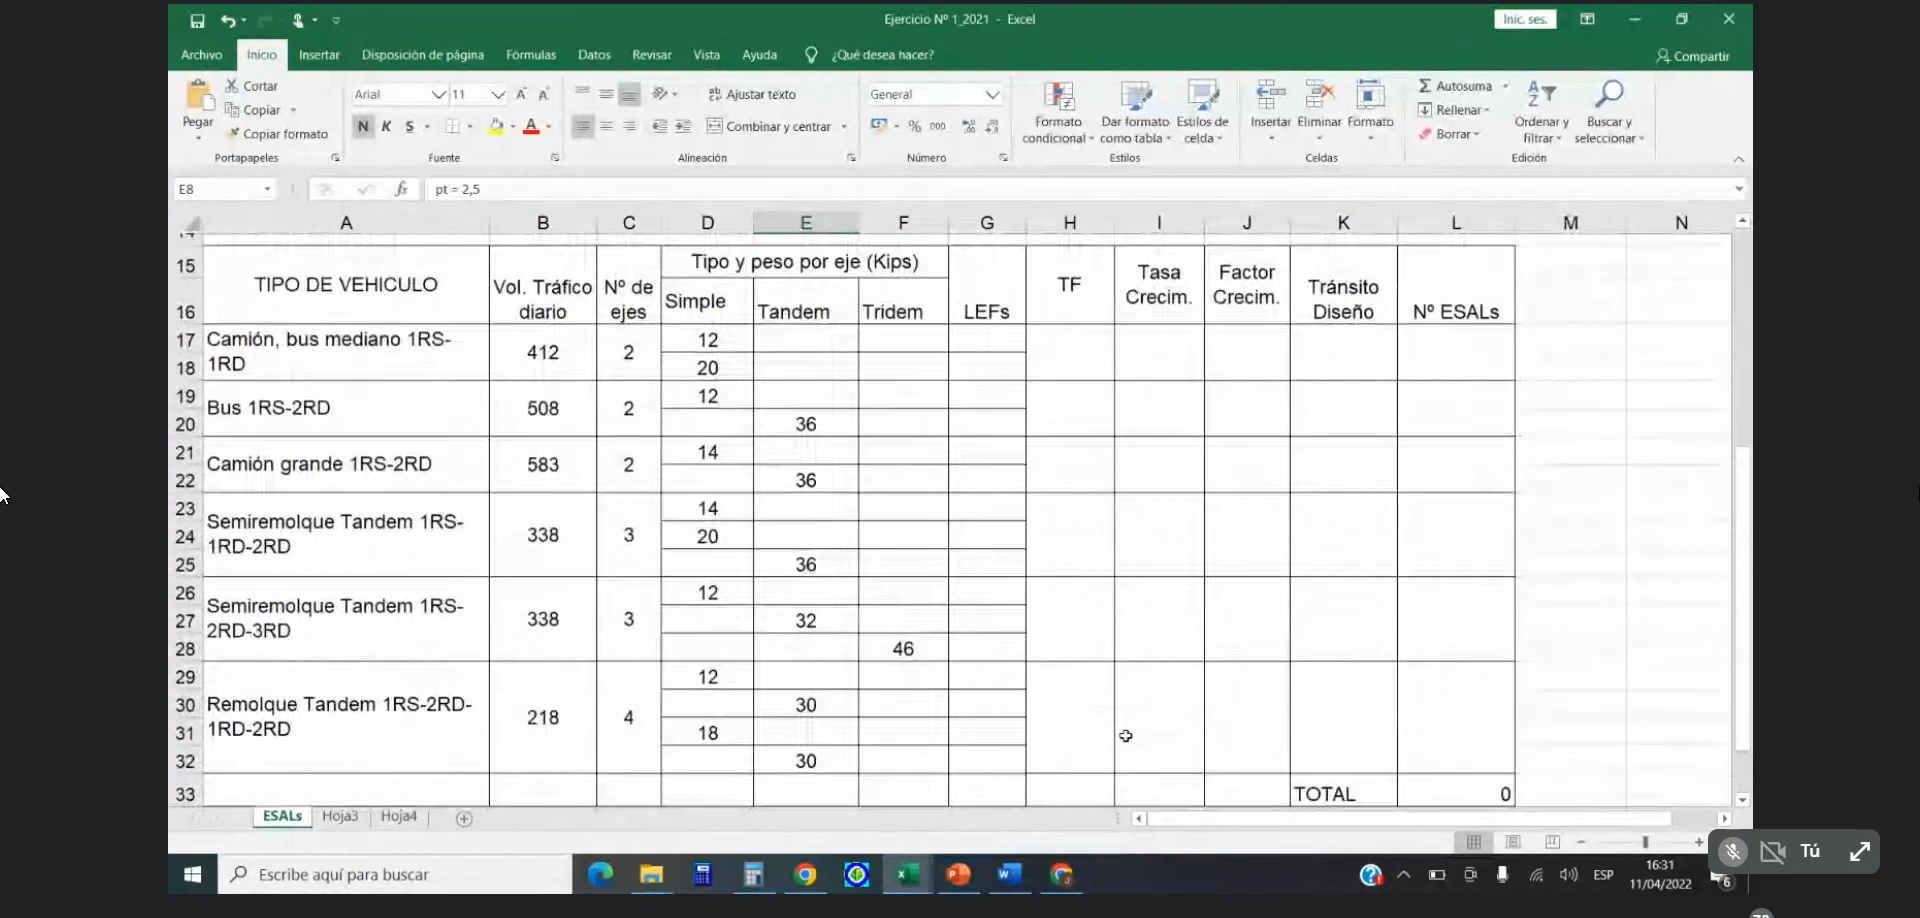 Ejercicio Nº 1_2021 - Excel
Inic. ses.
Archivo Inicio Insertar Disposición de página Fórmulas Datos Revisar Vista Ayuda ¿Qué desea hacer? Compartir
Pegar
Cortar
Copiar
Copiar formato
Portapapeles
Arial 11
N K S
Fuente
Ajustar texto
Combinar y centrar
Alineación
General
% 000
Número
Formato condicional
Dar formato como tabla
Estilos de celda
Estilos
Insertar Eliminar Formato
Celdas
Autosuma
Rellenar
Borrar
Ordenar y filtrar
Buscar y seleccionar
Edición
E8 fx pt = 2,5
A B C D E F G H I J K L M N
15 16
TIPO DE VEHICULO
Vol. Tráfico diario
Nº de ejes
Tipo y peso por eje (Kips)
Simple Tandem Tridem
LEFs
TF
Tasa Crecim.
Factor Crecim.
Tránsito Diseño
Nº ESALs
17 Camión, bus mediano 1RS- 412 2 12
18 1RD 20
19 Bus 1RS-2RD 508 2 12
20 36
21 Camión grande 1RS-2RD 583 2 14
22 36
23 Semiremolque Tandem 1RS- 14
24 1RD-2RD 338 3 20
25 36
26 Semiremolque Tandem 1RS- 12
27 2RD-3RD 338 3 32
28 46
29 12
30 Remolque Tandem 1RS-2RD- 218 4 30
31 1RD-2RD 18
32 30
33 TOTAL 0
ESALs Hoja3 Hoja4
Tú
Escribe aquí para buscar
ESP
16:31
11/04/2022
6